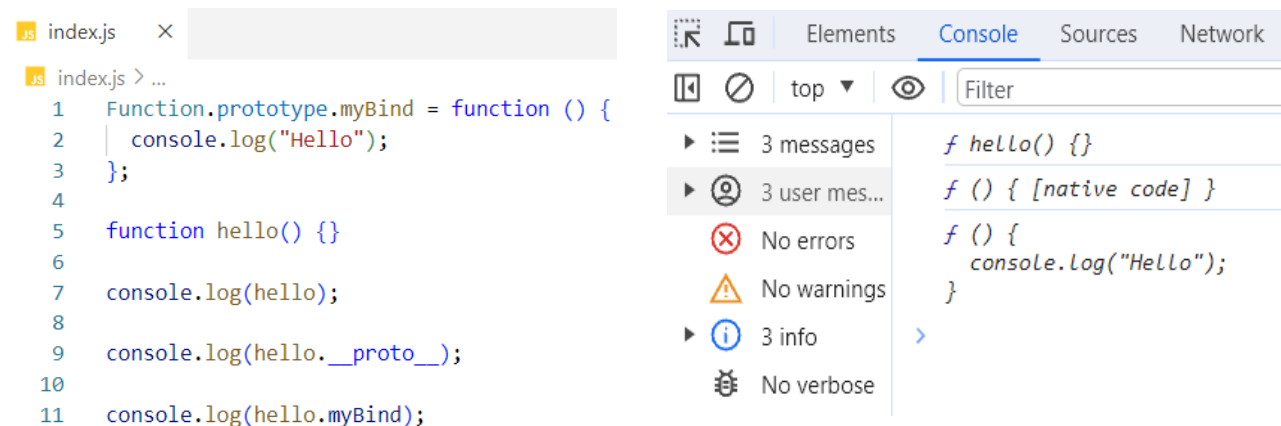 JS index.js ×
JS index.js > ...
1 Function.prototype.myBind = function () {
2 console.log("Hello");
3 };
4
5 function hello() {}
6
7 console.log(hello);
8
9 console.log(hello.__proto__);
10
11 console.log(hello.myBind);
Elements Console Sources Network
top ▼ Filter
3 messages
3 user mes...
No errors
No warnings
3 info
No verbose
ƒ hello() {}
ƒ () { [native code] }
ƒ () {
console.log("Hello");
}
>